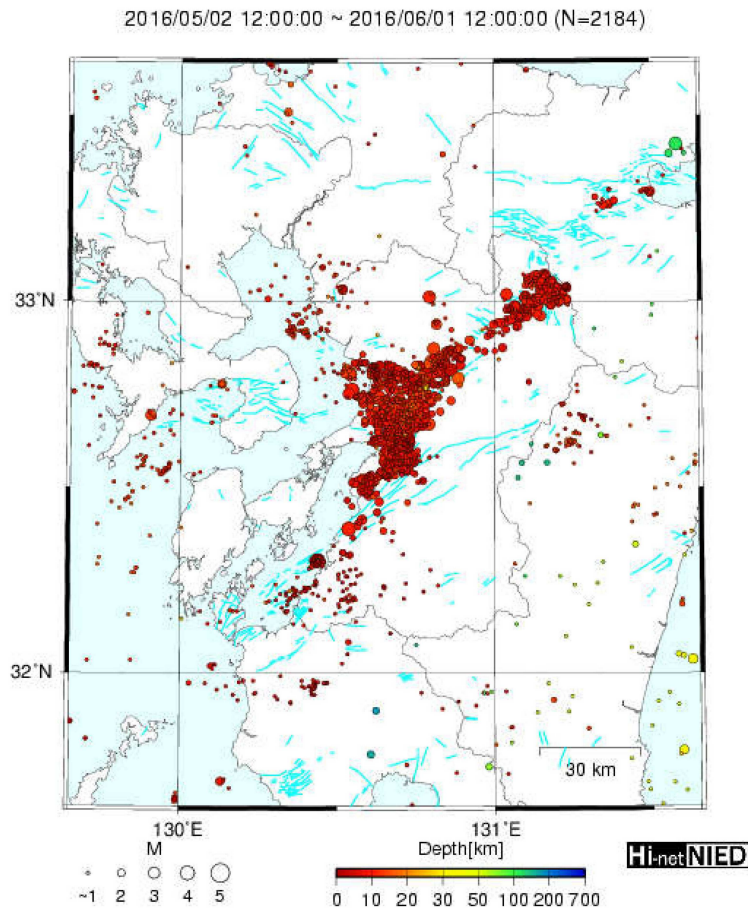 2016/05/02 12:00:00 ~ 2016/06/01 12:00:00 (N=2184)
33°N
32°N
30 km
130°E
131°E
M
Depth[km]
Hi-net NIED
~1 2 3 4 5
0 10 20 30 50 100 200 700